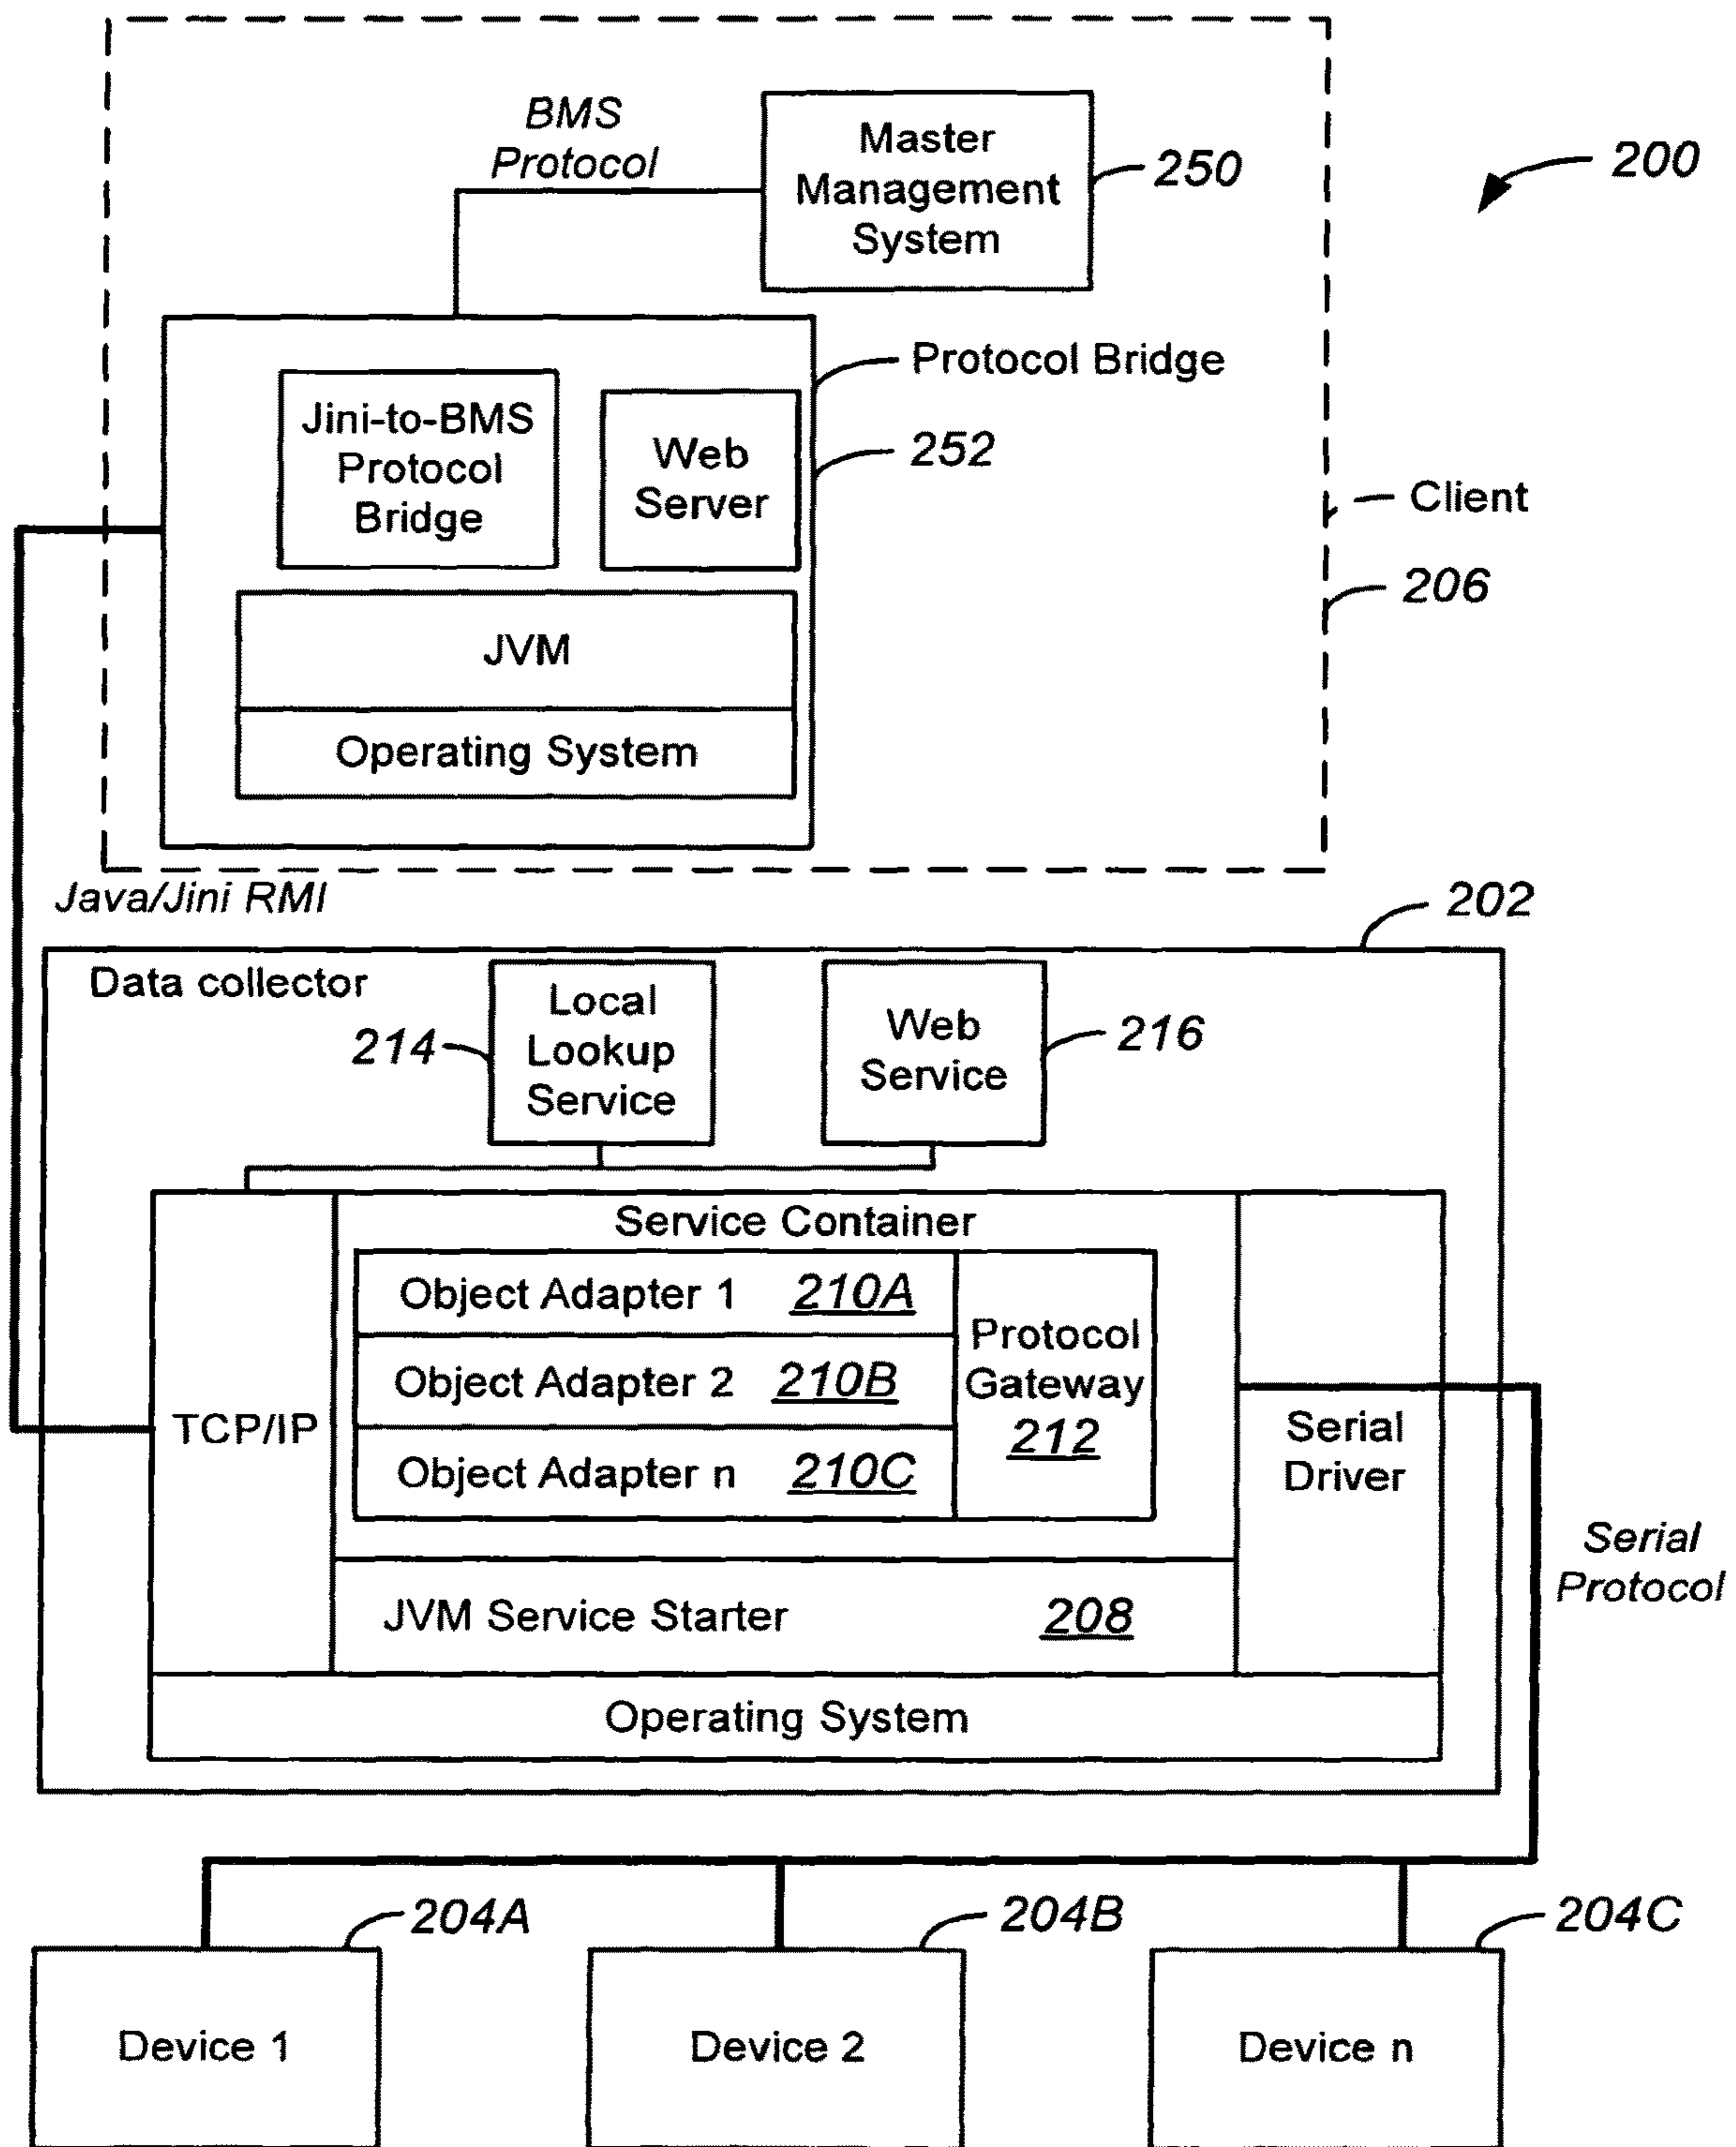 BMS
Protocol
Master
Management
System
250
200
Protocol Bridge
Jini-to-BMS
Protocol
Bridge
Web
Server
252
Client
206
JVM
Operating System
Java/Jini RMI
202
Data collector
Local
Lookup
Service
214
Web
Service
216
Service Container
Object Adapter 1 210A
Object Adapter 2 210B
Object Adapter n 210C
Protocol
Gateway
212
TCP/IP
Serial
Driver
Serial
Protocol
JVM Service Starter 208
Operating System
204A
204B
204C
Device 1
Device 2
Device n